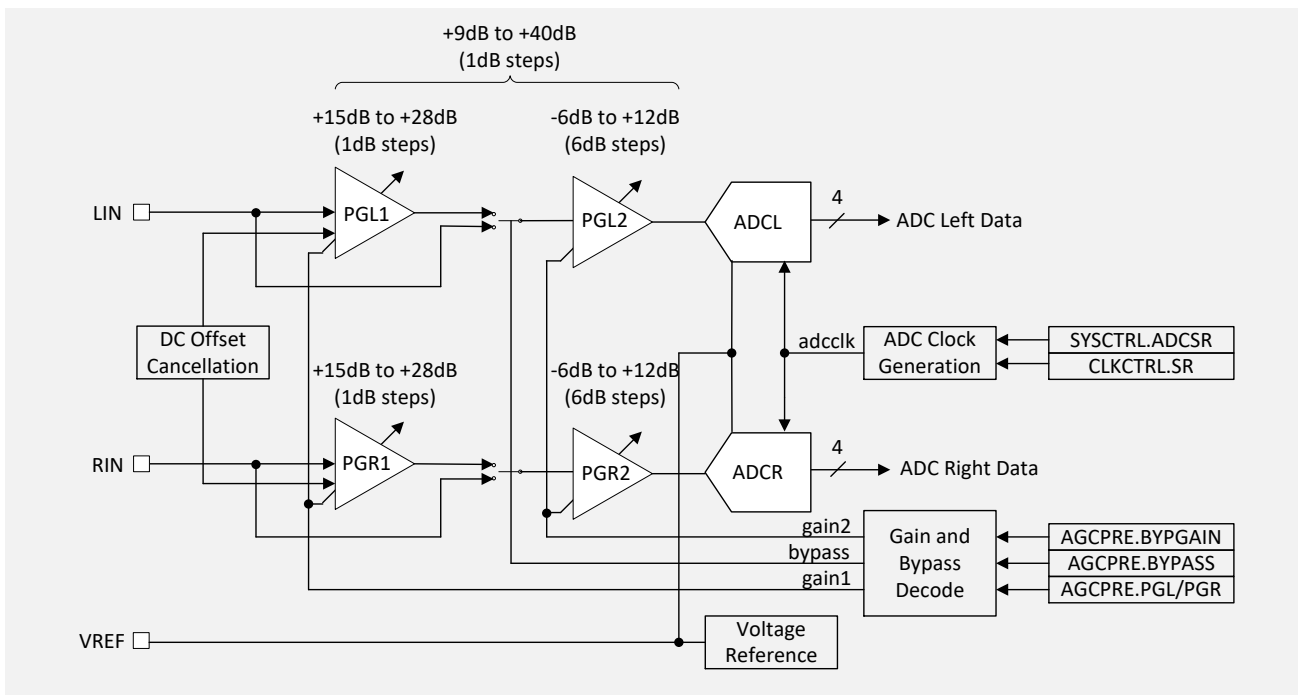 +9dB to +40dB
(1dB steps)
+15dB to +28dB
(1dB steps)
-6dB to +12dB
(6dB steps)
LIN
PGL1
PGL2
ADCL
4
ADC Left Data
DC Offset
Cancellation
adcclk
ADC Clock
Generation
SYSCTRL.ADCSR
CLKCTRL.SR
+15dB to +28dB
(1dB steps)
-6dB to +12dB
(6dB steps)
RIN
PGR1
PGR2
ADCR
4
ADC Right Data
gain2
bypass
gain1
Gain and
Bypass
Decode
AGCPRE.BYPGAIN
AGCPRE.BYPASS
AGCPRE.PGL/PGR
VREF
Voltage
Reference